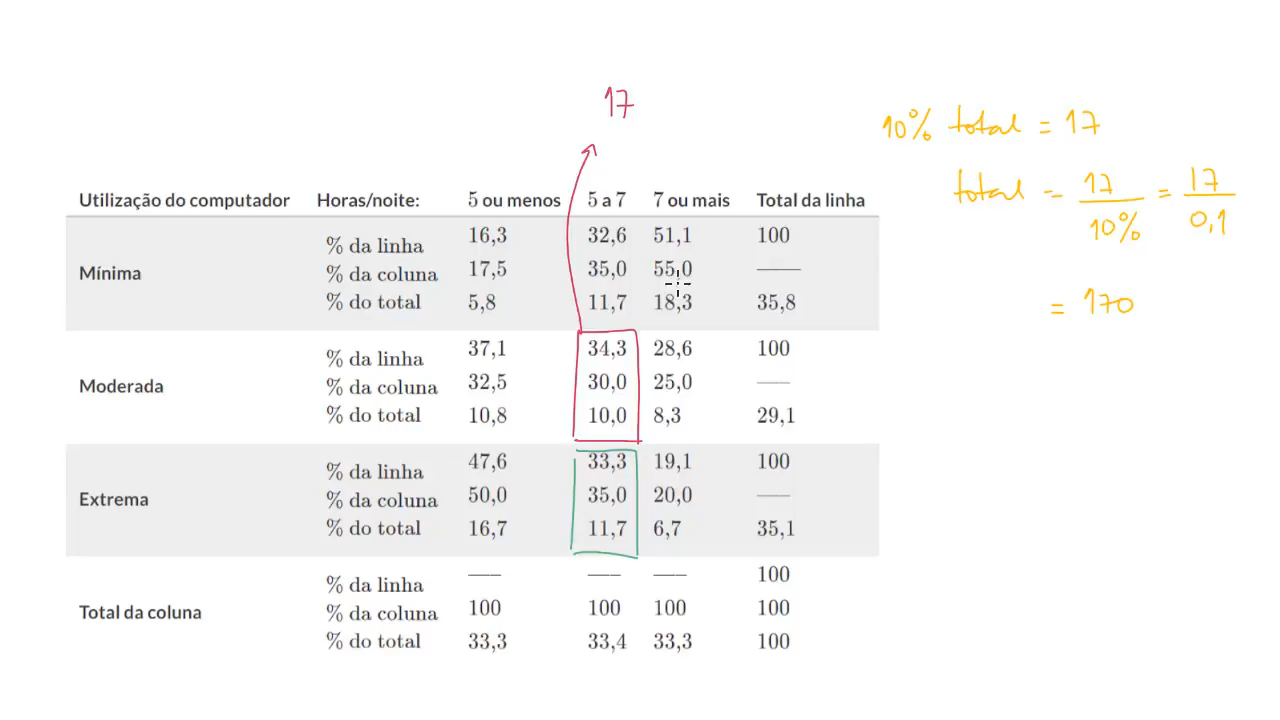 17
10% total = 17
total = 17/10% = 17/0,1
= 170
Utilização do computador Horas/noite: 5 ou menos 5 a 7 7 ou mais Total da linha
Mínima
% da linha 16,3 32,6 51,1 100
% da coluna 17,5 35,0 55,0 —
% do total 5,8 11,7 18,3 35,8
Moderada
% da linha 37,1 34,3 28,6 100
% da coluna 32,5 30,0 25,0 —
% do total 10,8 10,0 8,3 29,1
Extrema
% da linha 47,6 33,3 19,1 100
% da coluna 50,0 35,0 20,0 —
% do total 16,7 11,7 6,7 35,1
Total da coluna
% da linha — — — 100
% da coluna 100 100 100 100
% do total 33,3 33,4 33,3 100